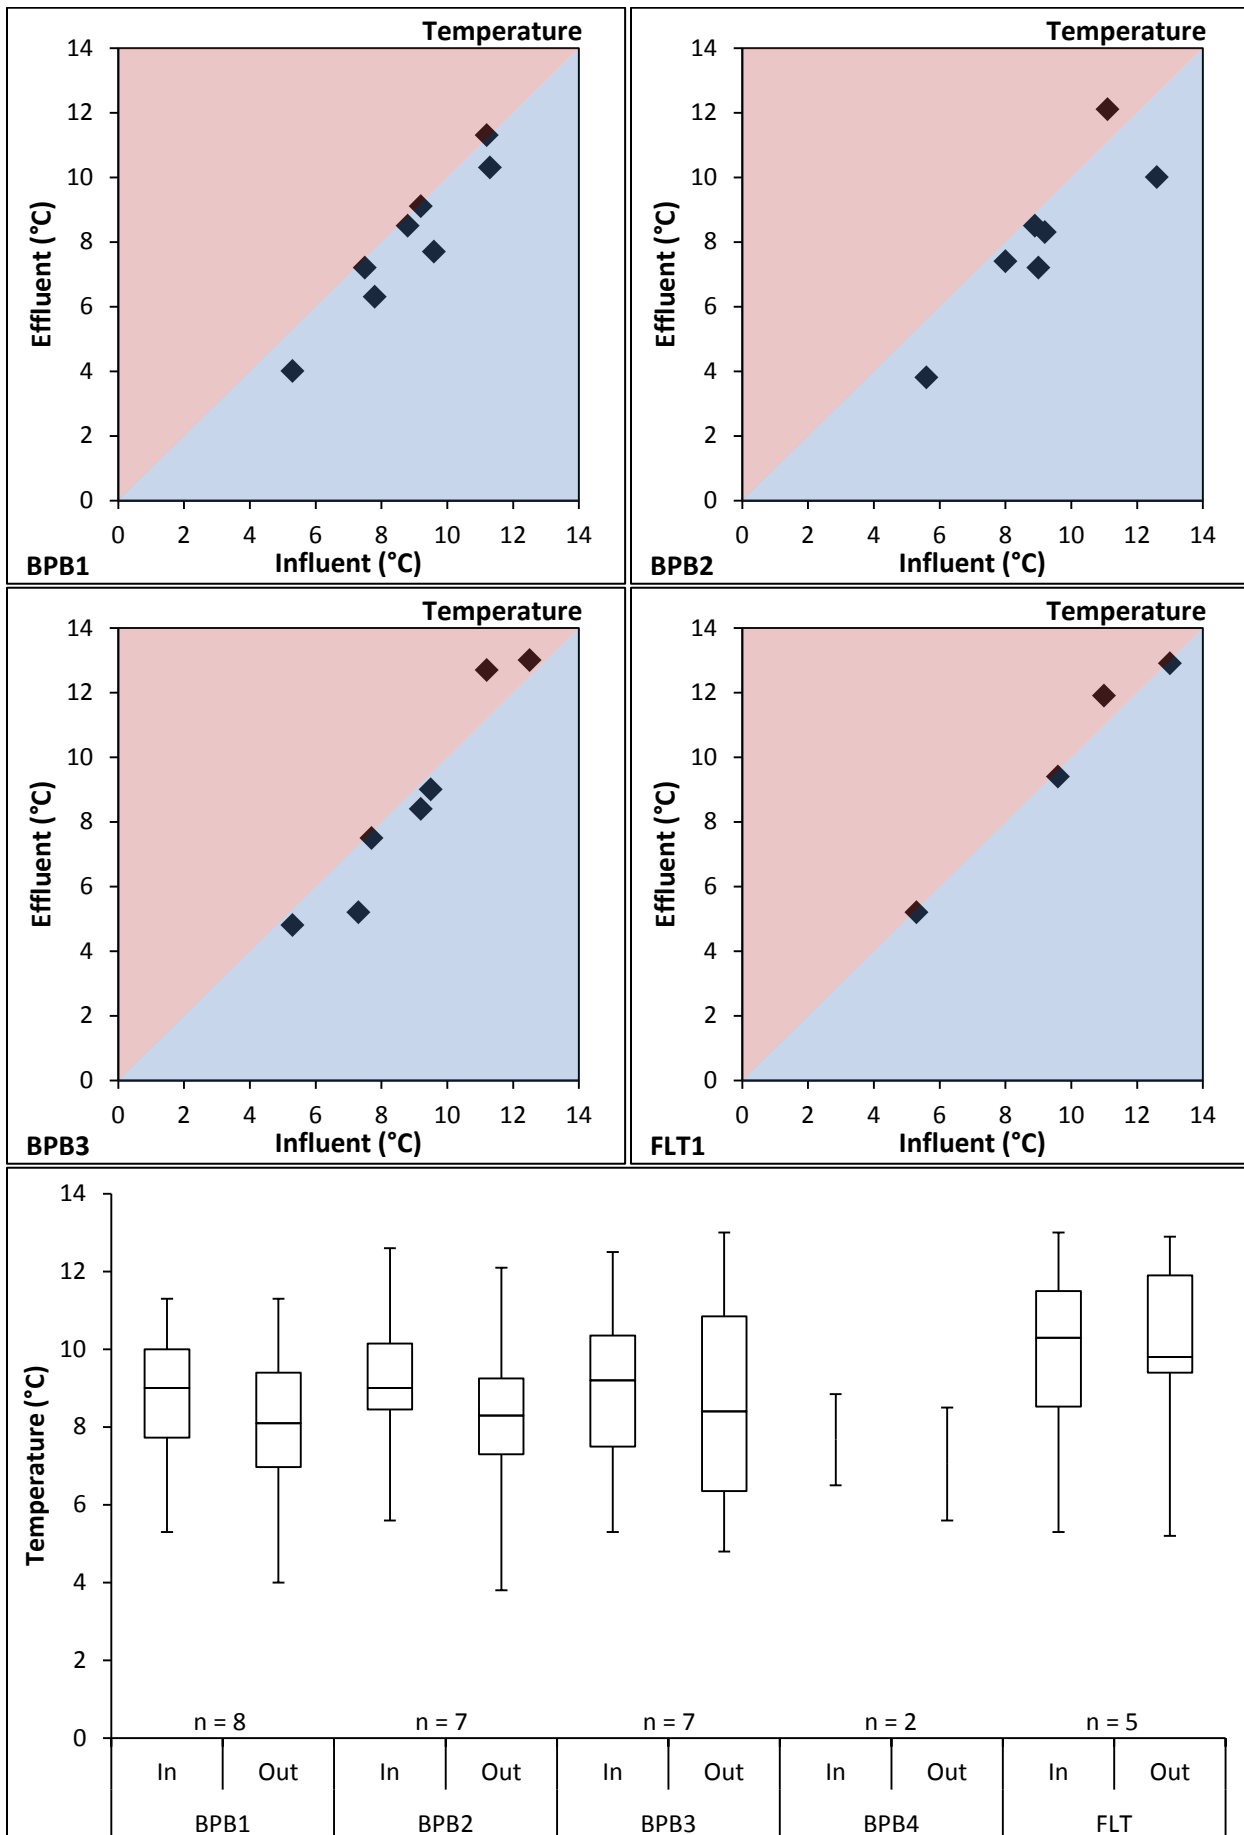 Temperature
14
12
10
8
6
4
2
0
Effluent (°C)
0 2 4 6 8 10 12 14
Influent (°C)
BPB1
Temperature
14
12
10
8
6
4
2
0
Effluent (°C)
0 2 4 6 8 10 12 14
Influent (°C)
BPB2
Temperature
14
12
10
8
6
4
2
0
Effluent (°C)
0 2 4 6 8 10 12 14
Influent (°C)
BPB3
Temperature
14
12
10
8
6
4
2
0
Effluent (°C)
0 2 4 6 8 10 12 14
Influent (°C)
FLT1
14
12
10
8
6
4
2
0
Temperature (°C)
n = 8 n = 7 n = 7 n = 2 n = 5
In Out In Out In Out In Out In Out
BPB1 BPB2 BPB3 BPB4 FLT